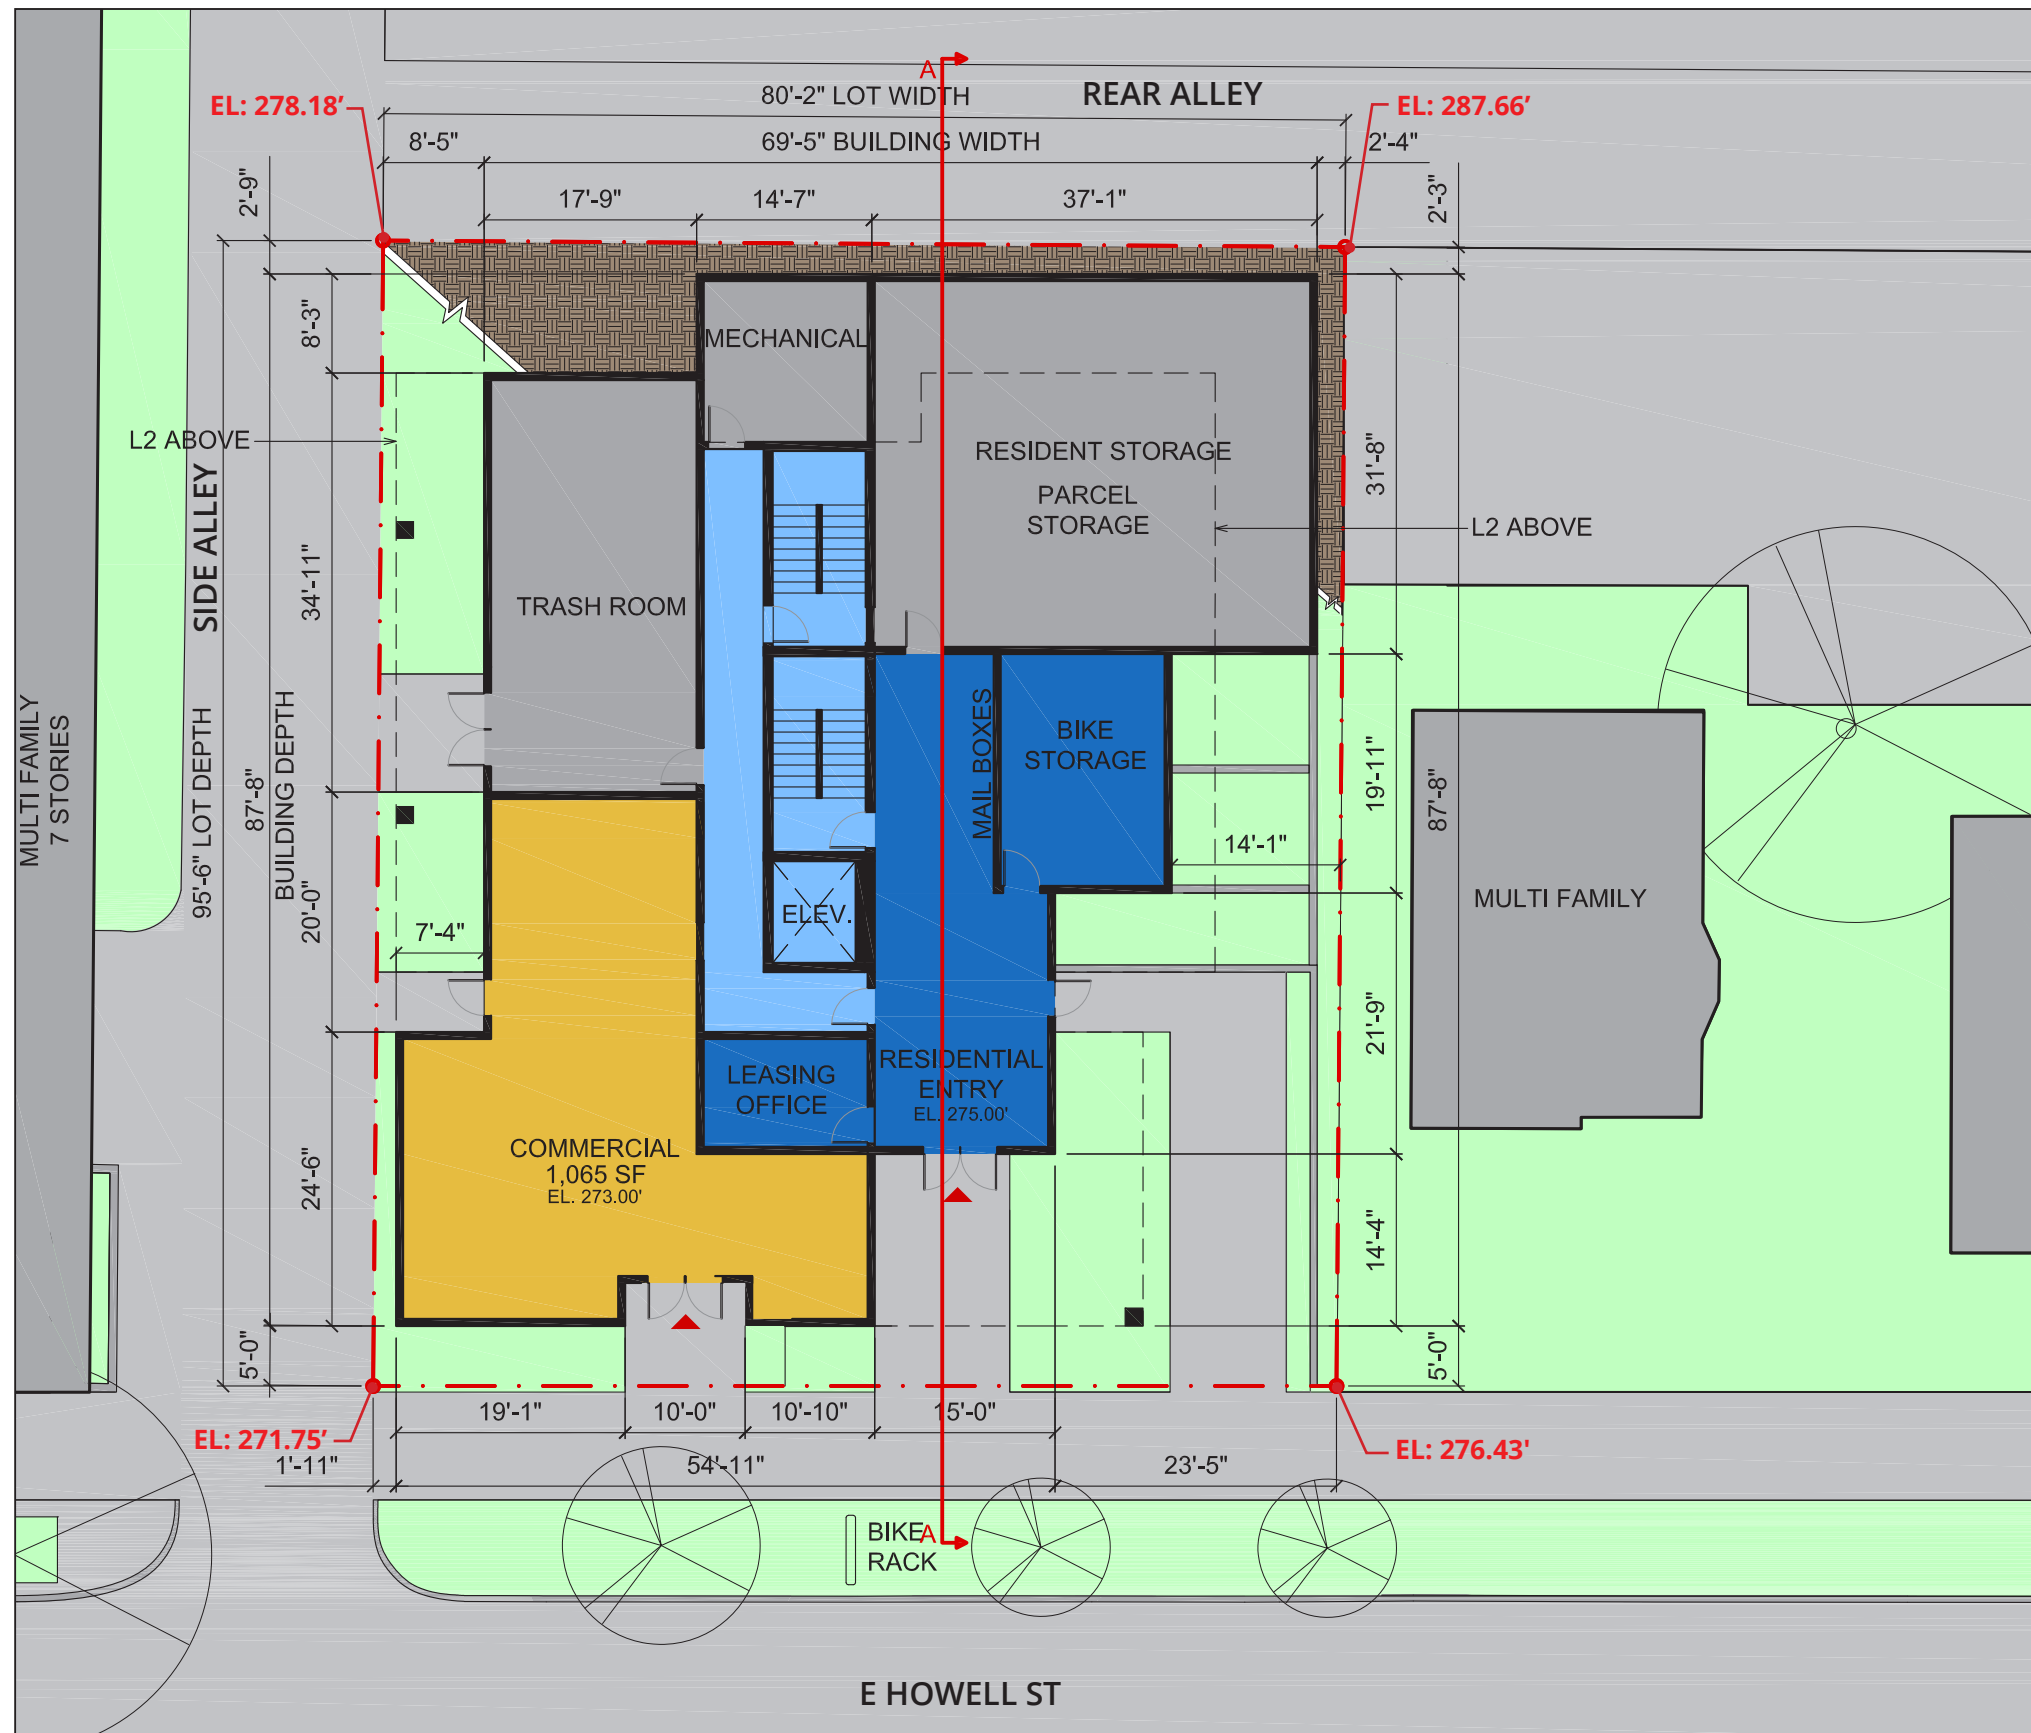 A
80'-2" LOT WIDTH
REAR ALLEY
EL: 278.18'
EL: 287.66'
8'-5"
69'-5" BUILDING WIDTH
2'-4"
2'-9"
17'-9"
14'-7"
37'-1"
2'-3"
8'-3"
MECHANICAL
L2 ABOVE
RESIDENT STORAGE
PARCEL
STORAGE
31'-8"
L2 ABOVE
SIDE ALLEY
34'-11"
TRASH ROOM
MULTI FAMILY
7 STORIES
95'-6" LOT DEPTH
87'-8"
BUILDING DEPTH
MAIL BOXES
BIKE
STORAGE
19'-11"
87'-8"
14'-1"
20'-0"
7'-4"
ELEV.
MULTI FAMILY
21'-9"
LEASING
OFFICE
RESIDENTIAL
ENTRY
EL. 275.00'
COMMERCIAL
1,065 SF
EL. 273.00'
24'-6"
14'-4"
5'-0"
5'-0"
19'-1"
10'-0"
10'-10"
15'-0"
EL: 271.75'
EL: 276.43'
1'-11"
54'-11"
23'-5"
BIKE
RACK
A
E HOWELL ST